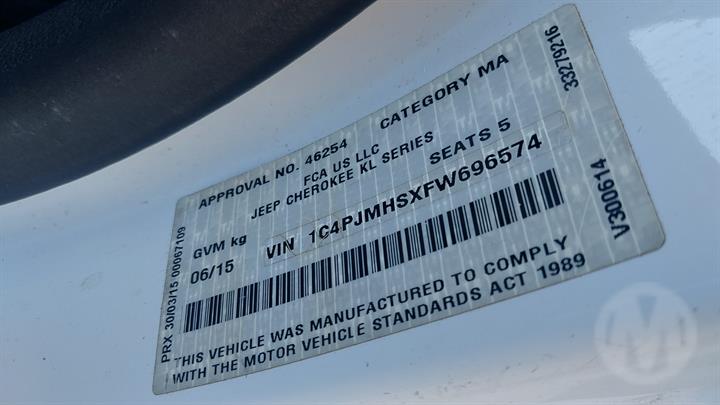 APPROVAL NO. 46254 CATEGORY MA
FCA US LLC
JEEP CHEROKEE KL SERIES
GVM kg SEATS 5
06/15 VIN 1C4PJMHSXFW696574
THIS VEHICLE WAS MANUFACTURED TO COMPLY
WITH THE MOTOR VEHICLE STANDARDS ACT 1989
PRX 30/03/15 00067109
33279216
V300614
M